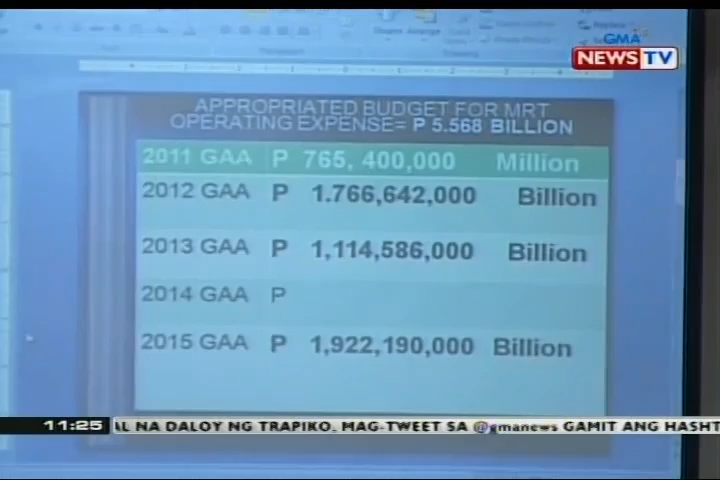 GMA
NEWS TV
APPROPRIATED BUDGET FOR MRT
OPERATING EXPENSE= P 5.568 BILLION
2011 GAA P 765, 400,000 Million
2012 GAA P 1.766,642,000 Billion
2013 GAA P 1,114,586,000 Billion
2014 GAA P
2015 GAA P 1,922,190,000 Billion
11:25 AL NA DALOY NG TRAPIKO, MAG-TWEET SA @gmanews GAMIT ANG HASHT